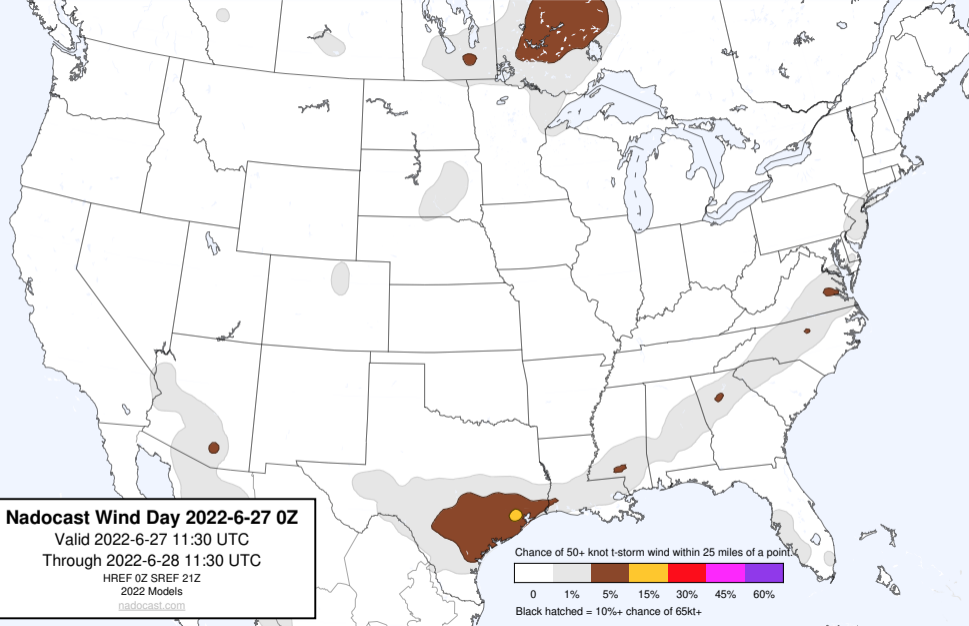 Nadocast Wind Day 2022-6-27 0Z
Valid 2022-6-27 11:30 UTC
Through 2022-6-28 11:30 UTC
HREF 0Z SREF 21Z
2022 Models
nadocast.com
Chance of 50+ knot t-storm wind within 25 miles of a point.
0 1% 5% 15% 30% 45% 60%
Black hatched = 10%+ chance of 65kt+